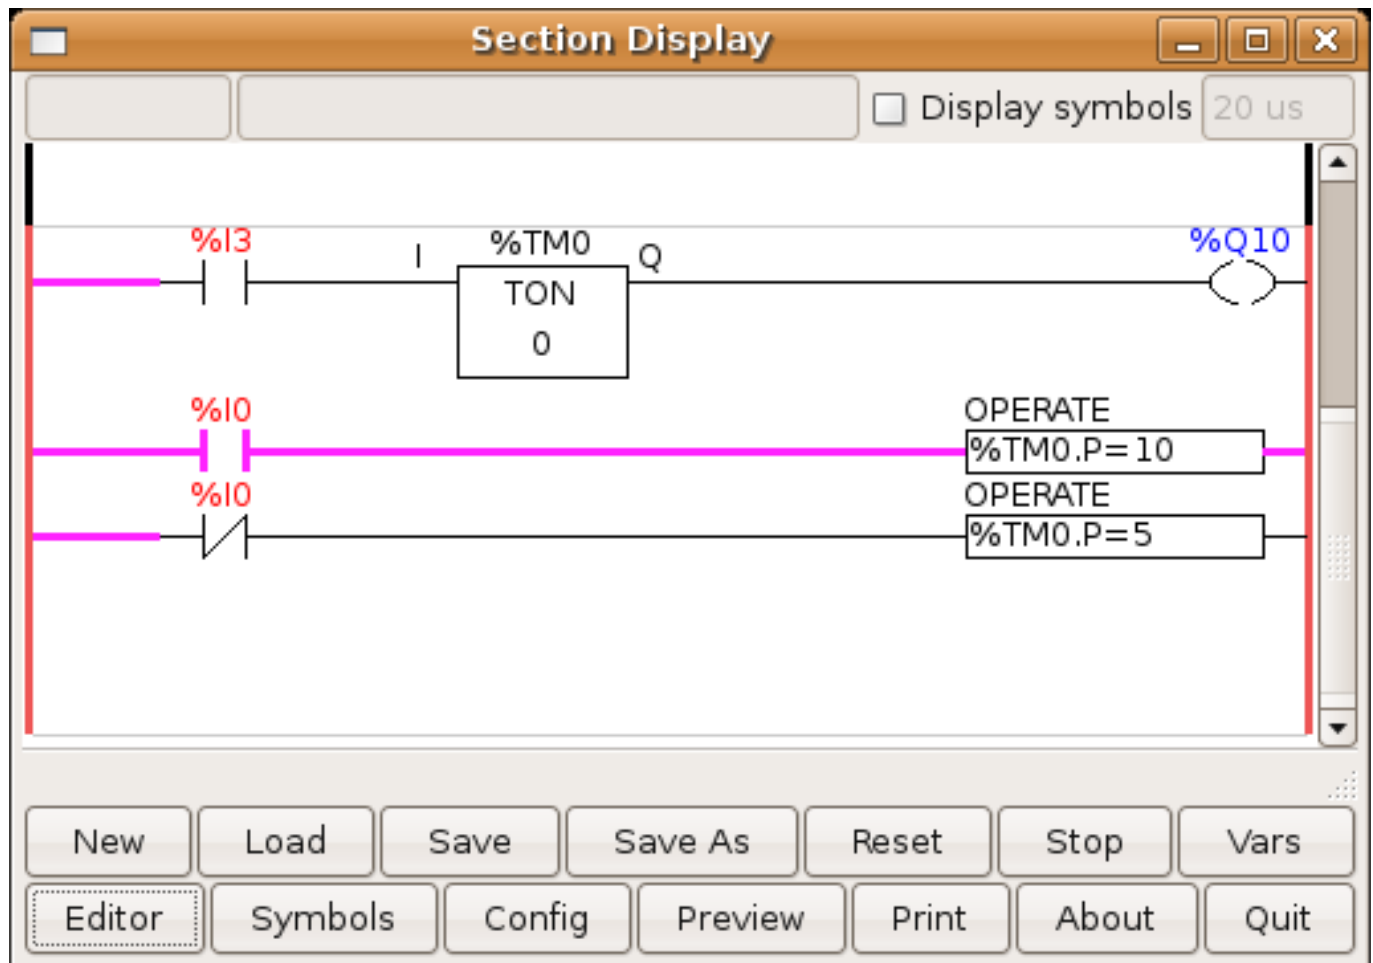 Section Display
Display symbols 20 us
%I3 I %TM0 Q %Q10
TON
0
%I0 OPERATE
%TM0.P=10
%I0 OPERATE
%TM0.P=5
New Load Save Save As Reset Stop Vars
Editor Symbols Config Preview Print About Quit